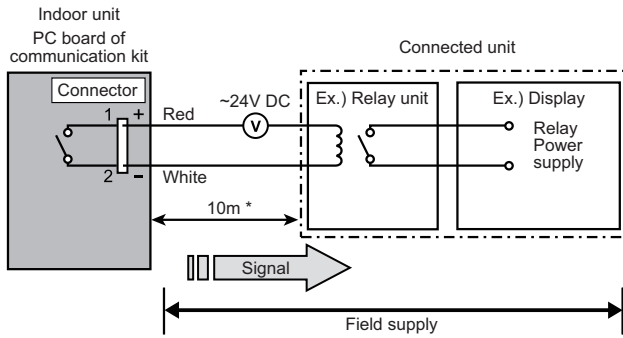 Indoor unit
PC board of
communication kit
Connected unit
Connector
~24V DC
Ex.) Relay unit
Ex.) Display
1 +
Red
V
Relay
Power
supply
2 -
White
10m *
Signal
Field supply